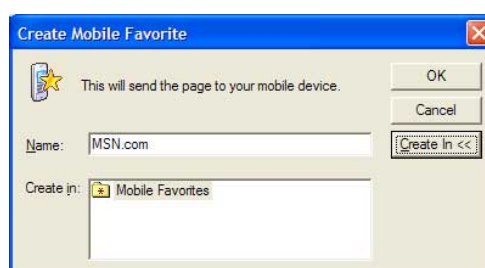 Create Mobile Favorite
This will send the page to your mobile device.
OK
Cancel
Name: MSN.com
Create In <<
Create in: Mobile Favorites